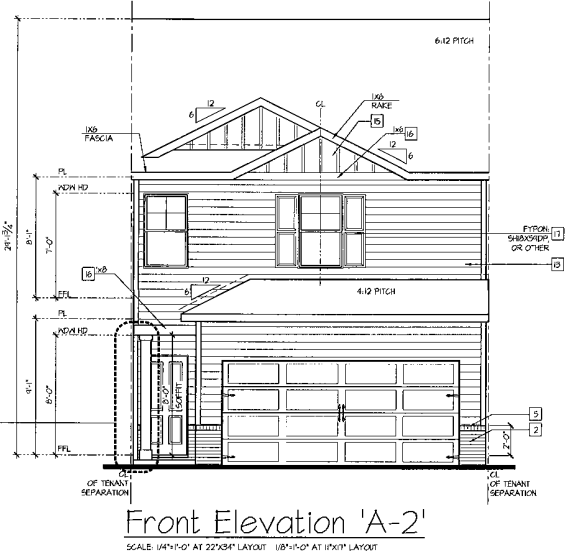 6:12 PITCH
12
6
CL
1X6
RAKE
15
1X6
FASCIA
1x6
16
12
6
PL
WDW HD
29'-1¾"
8'-1"
7'-0"
FYPON:
SH18X59DP,
OR OTHER
17
13
16
1x8
12
6
4:12 PITCH
FFL
PL
WDW HD
9'-1"
8'-0"
8'-0"
SOFFIT
5
2
2'-0"
FFL
CL
OF TENANT
SEPARATION
CL
OF TENANT
SEPARATION
Front Elevation 'A-2'
SCALE: 1/4"=1'-0" AT 22"X34" LAYOUT 1/8"=1'-0" AT 11"X17" LAYOUT